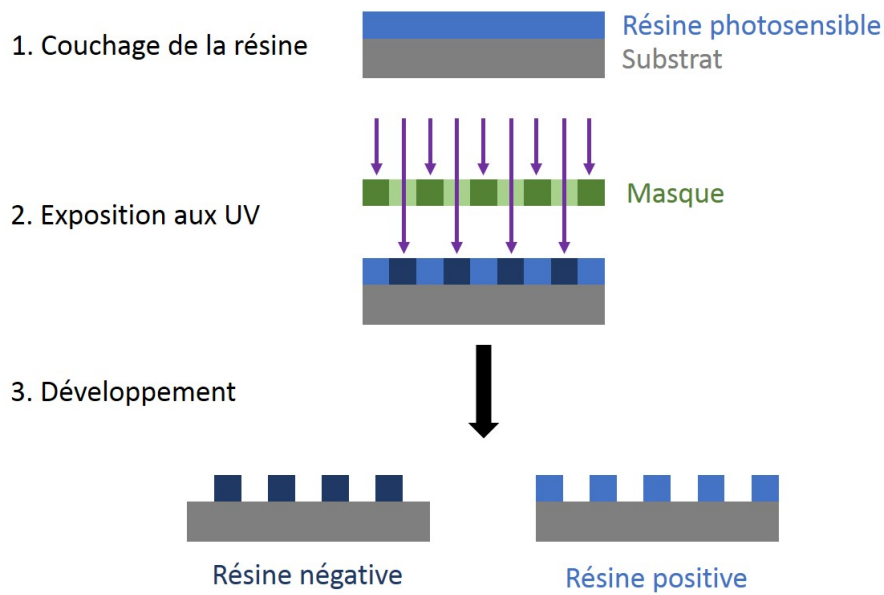 1. Couchage de la résine
Résine photosensible
Substrat
2. Exposition aux UV
Masque
3. Développement
Résine négative
Résine positive